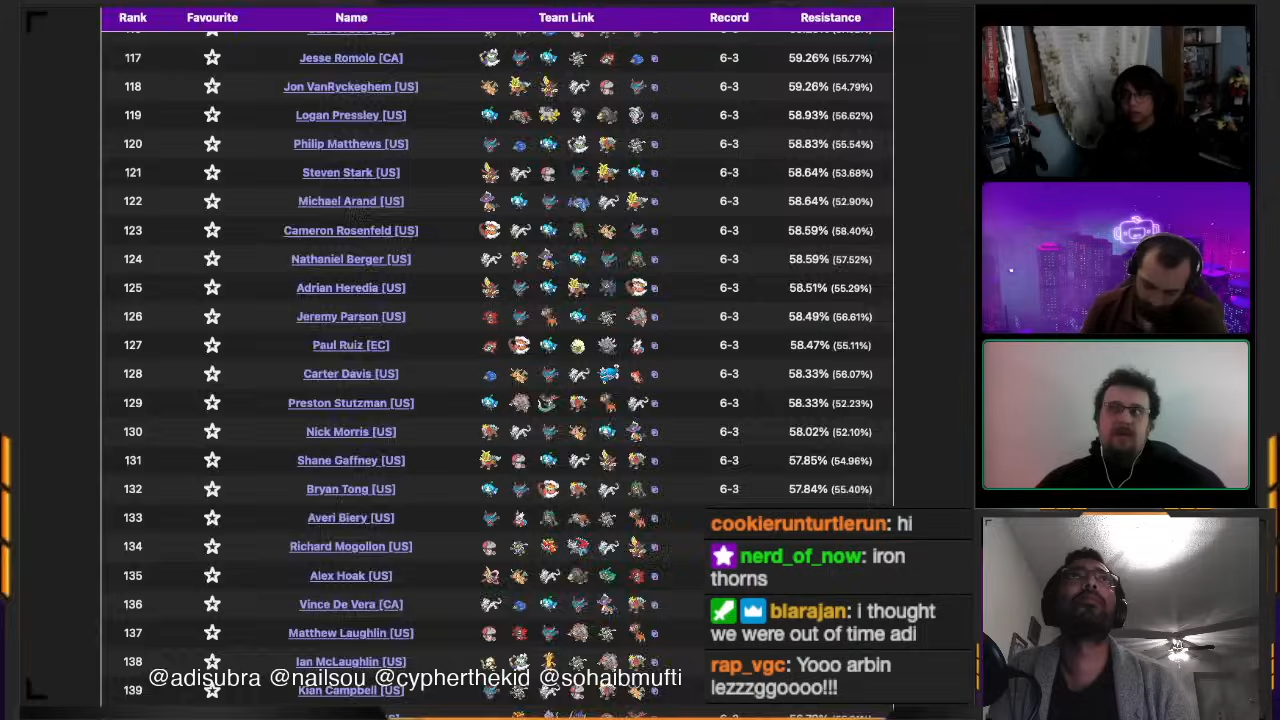 Rank Favourite Name Team Link Record Resistance
117 Jesse Romolo [CA] 6-3 59.26% (55.77%)
118 Jon VanRyckeghem [US] 6-3 59.26% (54.79%)
119 Logan Pressley [US] 6-3 58.93% (56.62%)
120 Philip Matthews [US] 6-3 58.83% (55.54%)
121 Steven Stark [US] 6-3 58.64% (53.68%)
122 Michael Arand [US] 6-3 58.64% (52.90%)
123 Cameron Rosenfeld [US] 6-3 58.59% (58.40%)
124 Nathaniel Berger [US] 6-3 58.59% (57.52%)
125 Adrian Heredia [US] 6-3 58.51% (55.29%)
126 Jeremy Parson [US] 6-3 58.49% (56.61%)
127 Paul Ruiz [EC] 6-3 58.47% (55.11%)
128 Carter Davis [US] 6-3 58.33% (56.07%)
129 Preston Stutzman [US] 6-3 58.33% (52.23%)
130 Nick Morris [US] 6-3 58.02% (52.10%)
131 Shane Gaffney [US] 6-3 57.85% (54.96%)
132 Bryan Tong [US] 6-3 57.84% (55.40%)
133 Averi Biery [US]
134 Richard Mogollon [US]
135 Alex Hoak [US]
136 Vince De Vera [CA]
137 Matthew Laughlin [US]
138 Ian McLaughlin [US]
139 Kian Campbell [US]
@adisubra @nailsou @cypherthekid @sohaibmufti
cookierunturtlerun: hi
nerd_of_now: iron
thorns
blarajan: i thought
we were out of time adi
rap_vgc: Yooo arbin
lezzzggoooo!!!